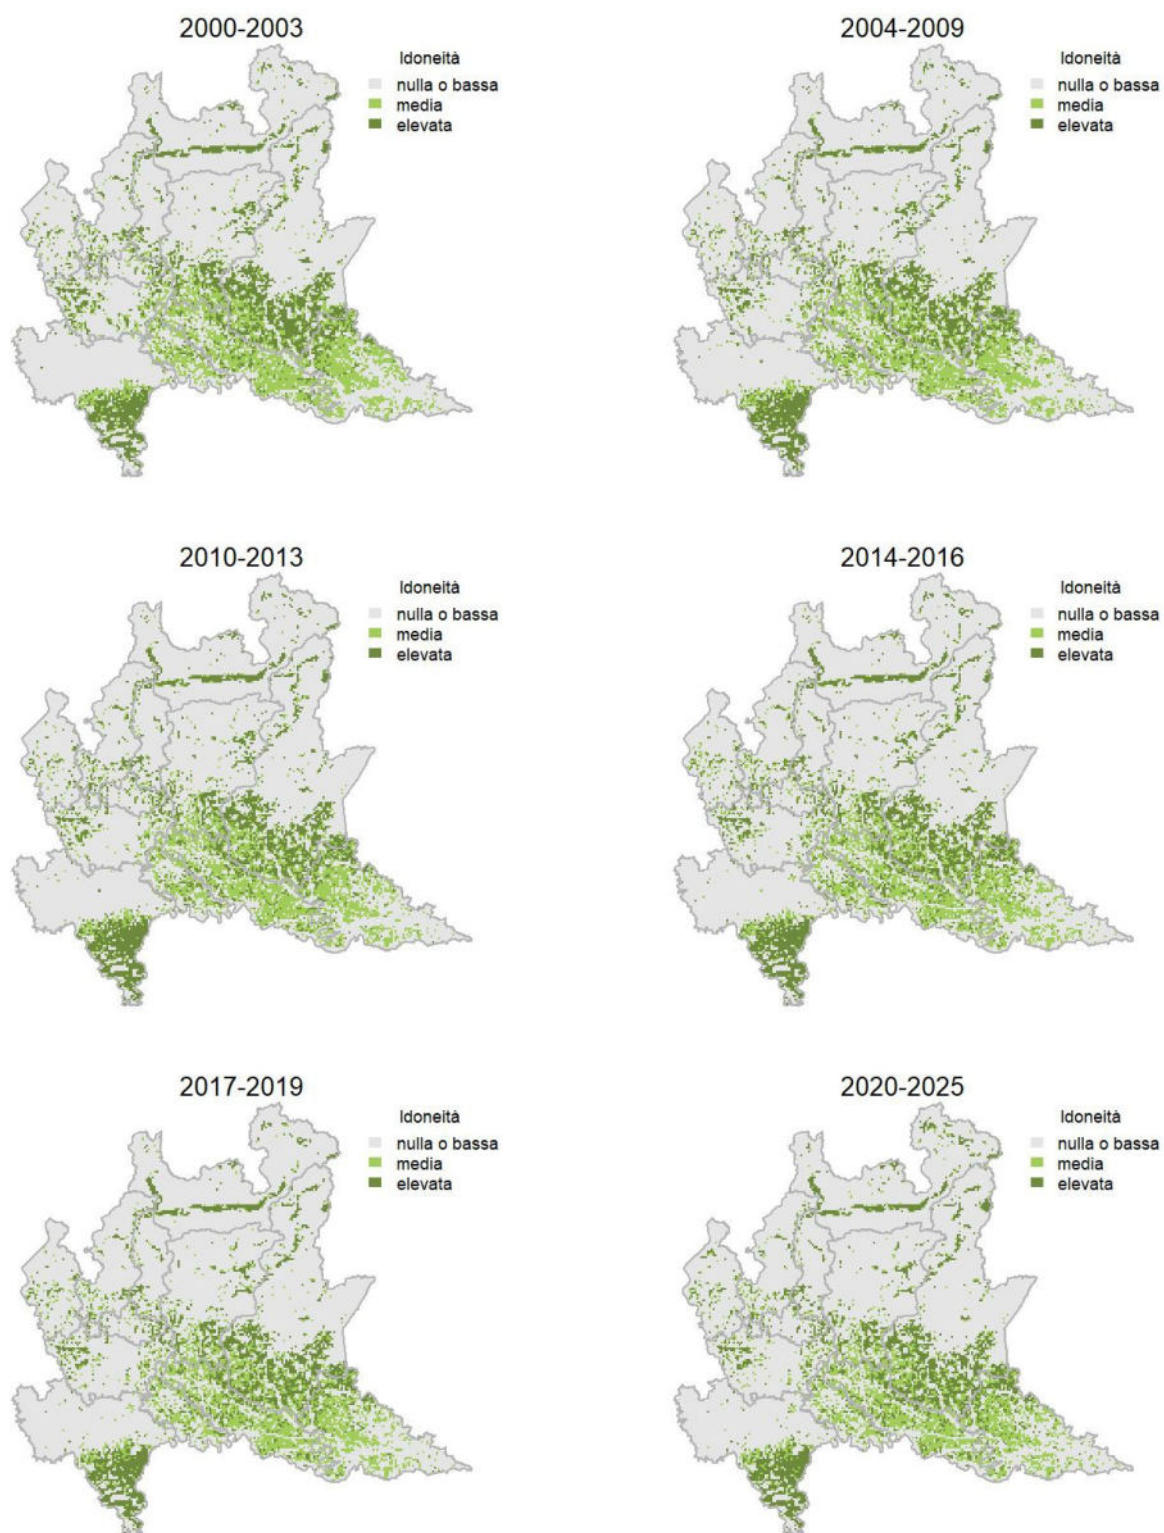 2000-2003
Idoneità
nulla o bassa
media
elevata
2004-2009
Idoneità
nulla o bassa
media
elevata
2010-2013
Idoneità
nulla o bassa
media
elevata
2014-2016
Idoneità
nulla o bassa
media
elevata
2017-2019
Idoneità
nulla o bassa
media
elevata
2020-2025
Idoneità
nulla o bassa
media
elevata